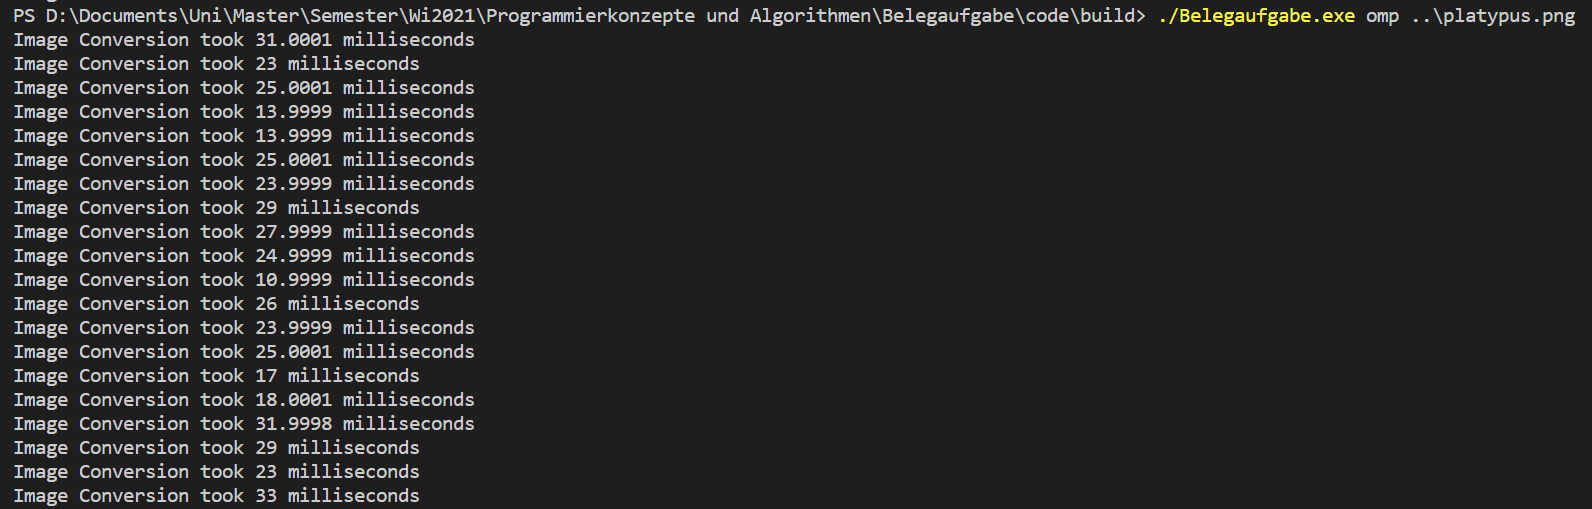 PS D:\Documents\Uni\Master\Semester\Wi2021\Programmierkonzepte und Algorithmen\Belegaufgabe\code\build> ./Belegaufgabe.exe omp ..\platypus.png
Image Conversion took 31.0001 milliseconds
Image Conversion took 23 milliseconds
Image Conversion took 25.0001 milliseconds
Image Conversion took 13.9999 milliseconds
Image Conversion took 13.9999 milliseconds
Image Conversion took 25.0001 milliseconds
Image Conversion took 23.9999 milliseconds
Image Conversion took 29 milliseconds
Image Conversion took 27.9999 milliseconds
Image Conversion took 24.9999 milliseconds
Image Conversion took 10.9999 milliseconds
Image Conversion took 26 milliseconds
Image Conversion took 23.9999 milliseconds
Image Conversion took 25.0001 milliseconds
Image Conversion took 17 milliseconds
Image Conversion took 18.0001 milliseconds
Image Conversion took 31.9998 milliseconds
Image Conversion took 29 milliseconds
Image Conversion took 23 milliseconds
Image Conversion took 33 milliseconds